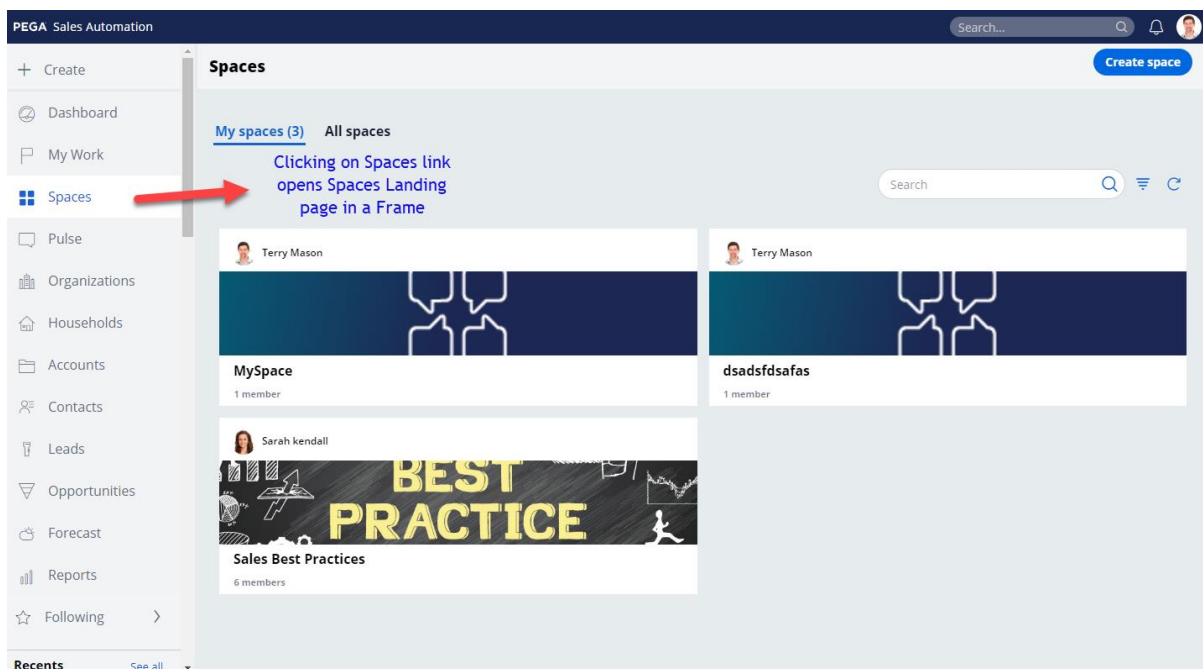 PEGA Sales Automation
Search...
Create
Spaces
Create space
Dashboard
My spaces (3)
All spaces
My Work
Clicking on Spaces link
opens Spaces Landing
page in a Frame
Search
Spaces
Pulse
Terry Mason
Terry Mason
Organizations
Households
Accounts
MySpace
dsadsfdsafas
1 member
1 member
Contacts
Sarah kendall
Leads
BEST
PRACTICE
Opportunities
Forecast
Sales Best Practices
6 members
Reports
Following
Recents
See all